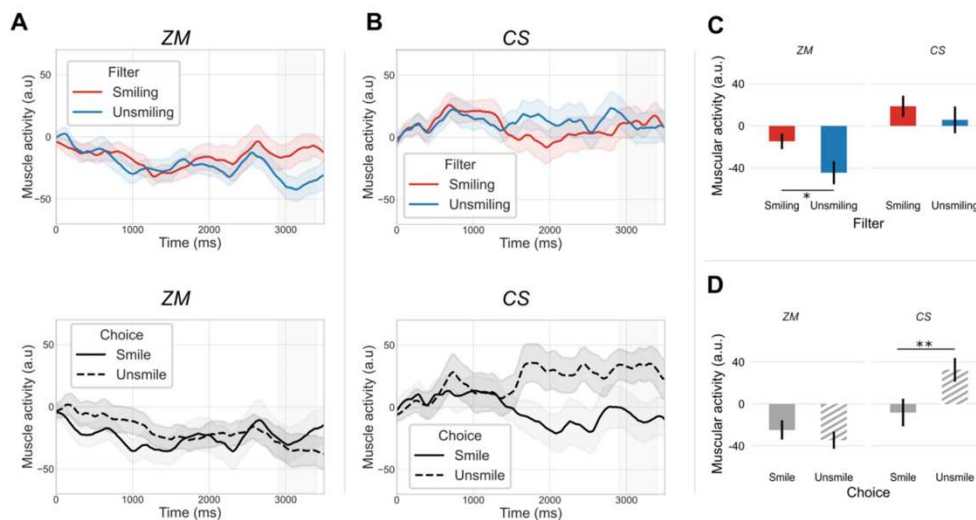 A
ZM
Muscle activity (a.u)
50
0
−50
Filter
Smiling
Unsmiling
0 1000 2000 3000
Time (ms)
B
CS
Muscle activity (a.u)
50
0
−50
Filter
Smiling
Unsmiling
0 1000 2000 3000
Time (ms)
C
ZM CS
Muscular activity (a.u.)
40
0
-40
*
Smiling Unsmiling Smiling Unsmiling
Filter
ZM
Muscle activity (a.u)
50
0
−50
Choice
Smile
Unsmile
0 1000 2000 3000
Time (ms)
CS
Muscle activity (a.u)
50
0
−50
Choice
Smile
Unsmile
0 1000 2000 3000
Time (ms)
D
ZM CS
Muscular activity (a.u.)
40
0
-40
**
Smile Unsmile Smile Unsmile
Choice